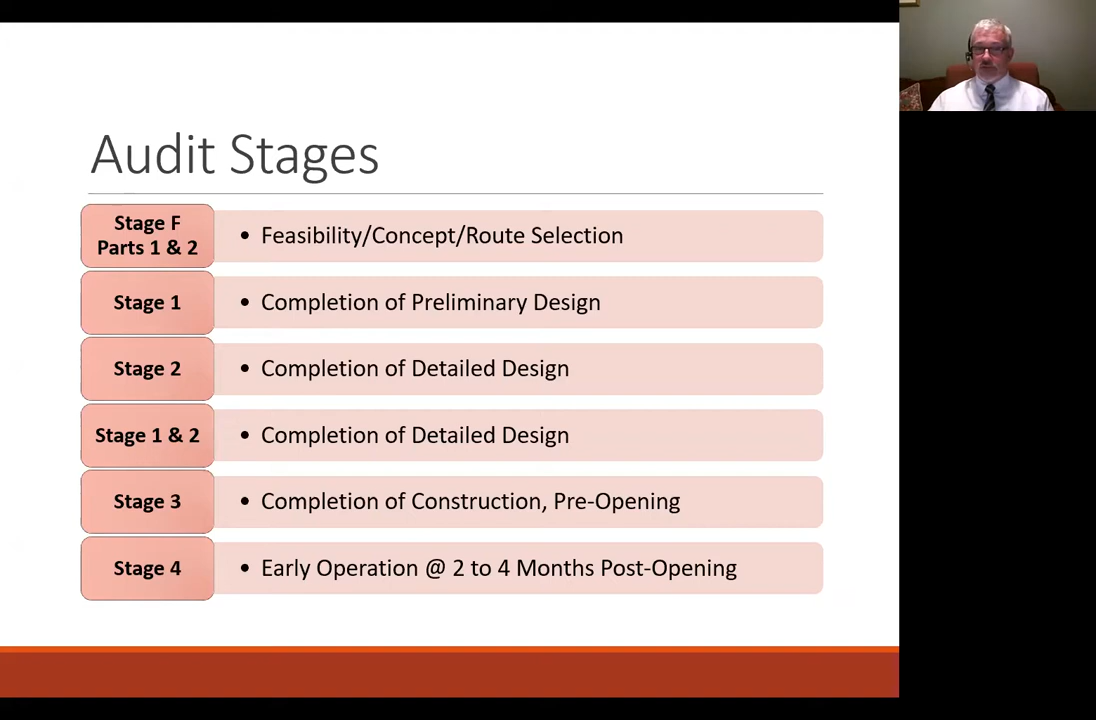 Audit Stages
Stage F
Parts 1 & 2
• Feasibility/Concept/Route Selection
Stage 1
• Completion of Preliminary Design
Stage 2
• Completion of Detailed Design
Stage 1 & 2
• Completion of Detailed Design
Stage 3
• Completion of Construction, Pre-Opening
Stage 4
• Early Operation @ 2 to 4 Months Post-Opening